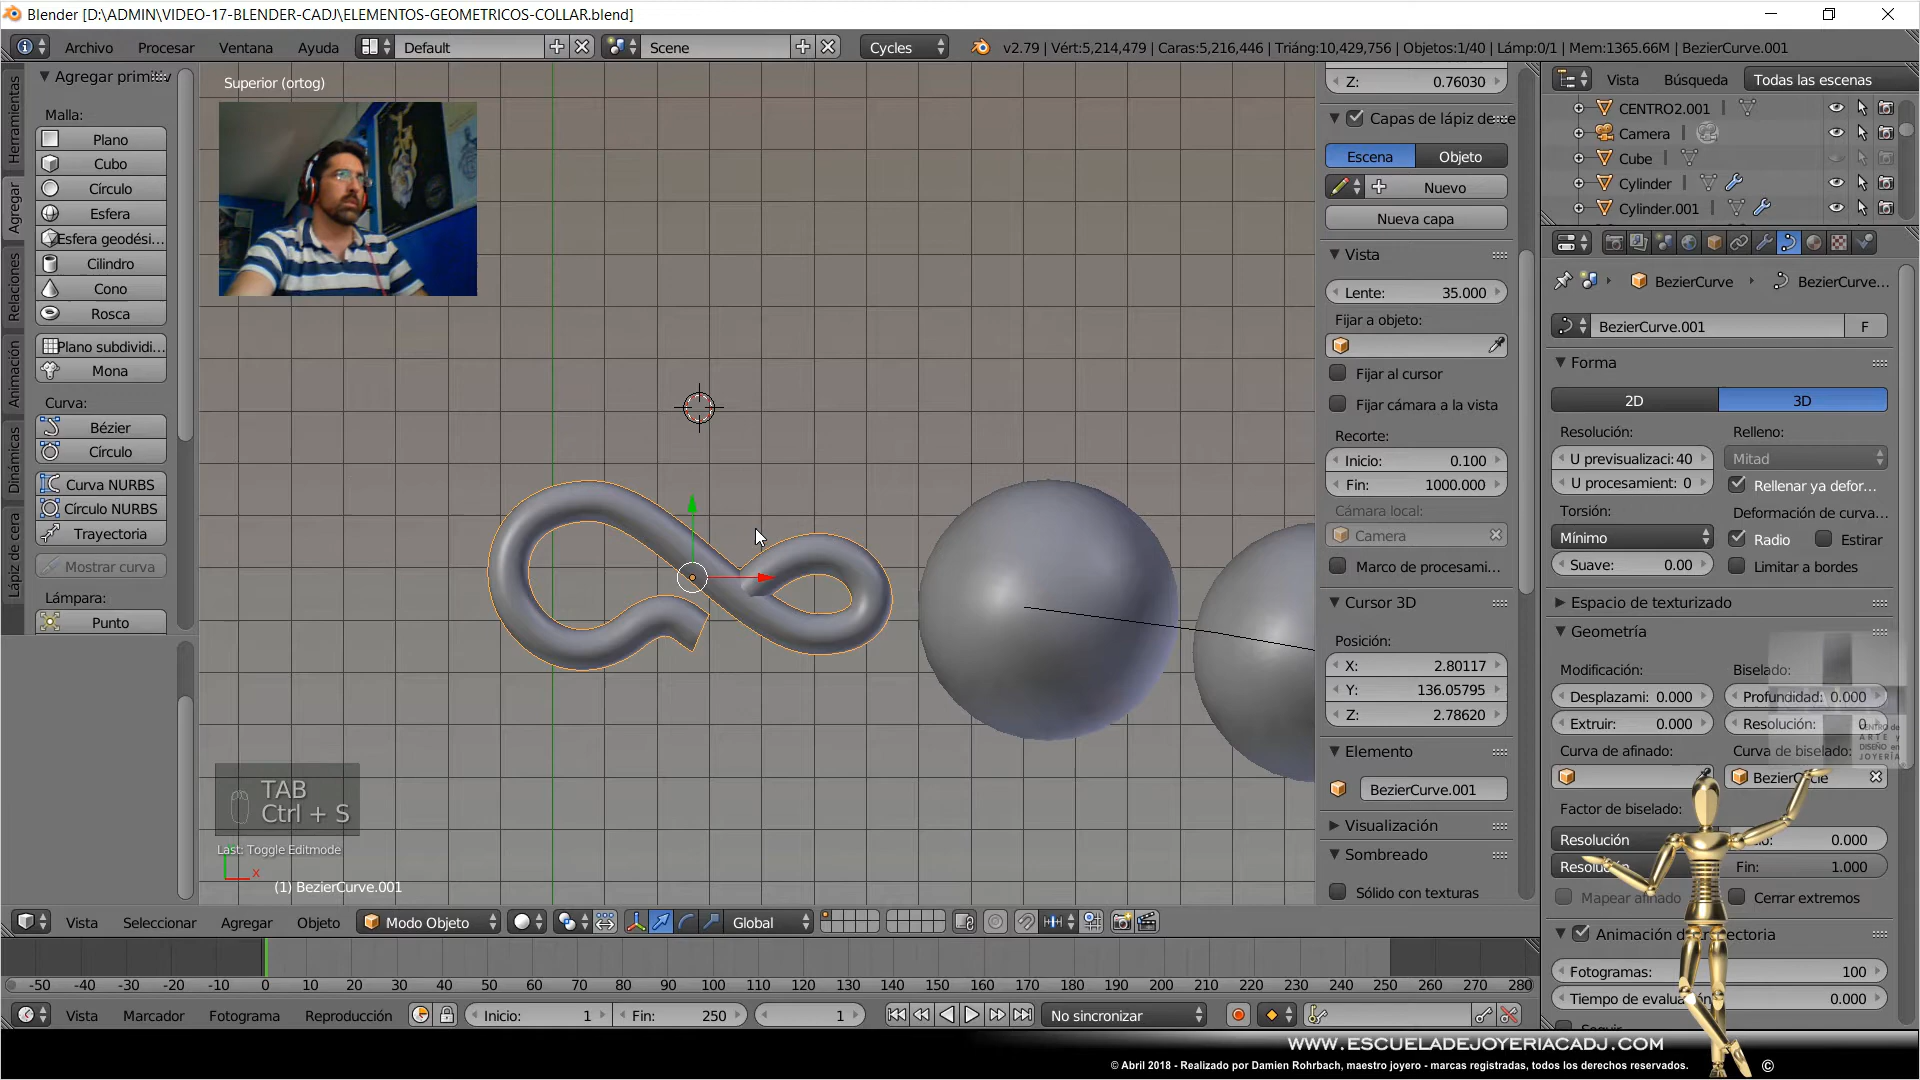 Blender [D:\ADMIN\VIDEO-17-BLENDER-CADJ\ELEMENTOS-GEOMETRICOS-COLLAR.blend]
Archivo Procesar Ventana Ayuda Default Scene Cycles v2.79 | Vért:5,214,479 | Caras:5,216,446 | Triáng:10,429,756 | Objetos:1/40 | Lámp:0/1 | Mem:1365.66M | BezierCurve.001
Herramientas
Agregar
Relaciones
Animación
Dinámicas
Lápiz de cera
Malla:
Plano
Cubo
Círculo
Esfera
Esfera geodési...
Cilindro
Cono
Rosca
Plano subdividi...
Mona
Curva:
Bézier
Círculo
Curva NURBS
Círculo NURBS
Trayectoria
Mostrar curva
Lámpara:
Punto
Superior (ortog)
TAB
Ctrl + S
Last: Toggle Editmode
x
(1) BezierCurve.001
Z: 0.76030
Escena Objeto
Nuevo
Nueva capa
Vista
Lente: 35.000
Fijar a objeto:
Fijar al cursor
Fijar cámara a la vista
Recorte:
Inicio: 0.100
Fin: 1000.000
Cámara local:
Camera
Marco de procesami...
Cursor 3D
Posición:
X: 2.80117
Y: 136.05795
Z: 2.78620
Elemento
BezierCurve.001
Visualización
Sombreado
Sólido con texturas
Vista Búsqueda Todas las escenas
CENTRO2.001
Camera
Cube
Cylinder
Cylinder.001
BezierCurve BezierCurve...
BezierCurve.001 F
Forma
2D 3D
Resolución: Relleno:
U previsualizaci: 40 Mitad
U procesamient: 0 Rellenar ya defor...
Torsión: Deformación de curva...
Mínimo Radio Estirar
Suave: 0.00 Limitar a bordes
Espacio de texturizado
Geometría
Modificación: Biselado:
Desplazami: 0.000 Profundidad: 0.000
Extruir: 0.000 Resolución: 0
CENTRO de
ARTE y
DISEÑO en
JOYERÍA
Curva de afinado: Curva de biselado:
Factor de biselado:
Resolución 0.000
Fin: 1.000
Mapear afinado Cerrar extremos
Fotogramas: 100
0.000
Vista Seleccionar Agregar Objeto Modo Objeto Global
-50 -40 -30 -20 -10 0 10 20 30 40 50 60 70 80 90 100 110 120 130 140 150 160 170 180 190 200 210 220 230 240 250 260 270 280
Vista Marcador Fotograma Reproducción Inicio: 1 Fin: 250 1 No sincronizar
WWW.ESCUELADEJOYERIACADJ.COM
© Abril 2018 - Realizado por Damien Rohrbach, maestro joyero - marcas registradas, todos los derechos reservados. ©